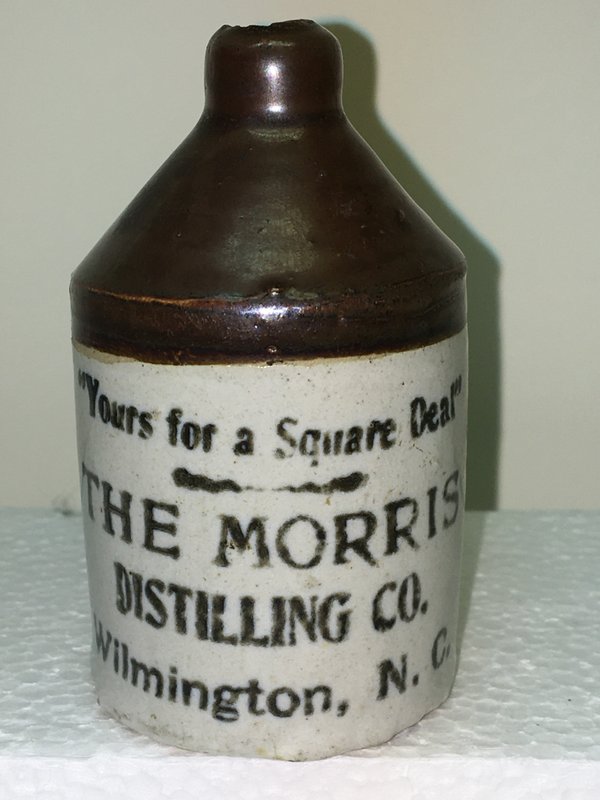 "Yours for a Square Deal"
THE MORRIS
DISTILLING CO.
Wilmington, N. C.